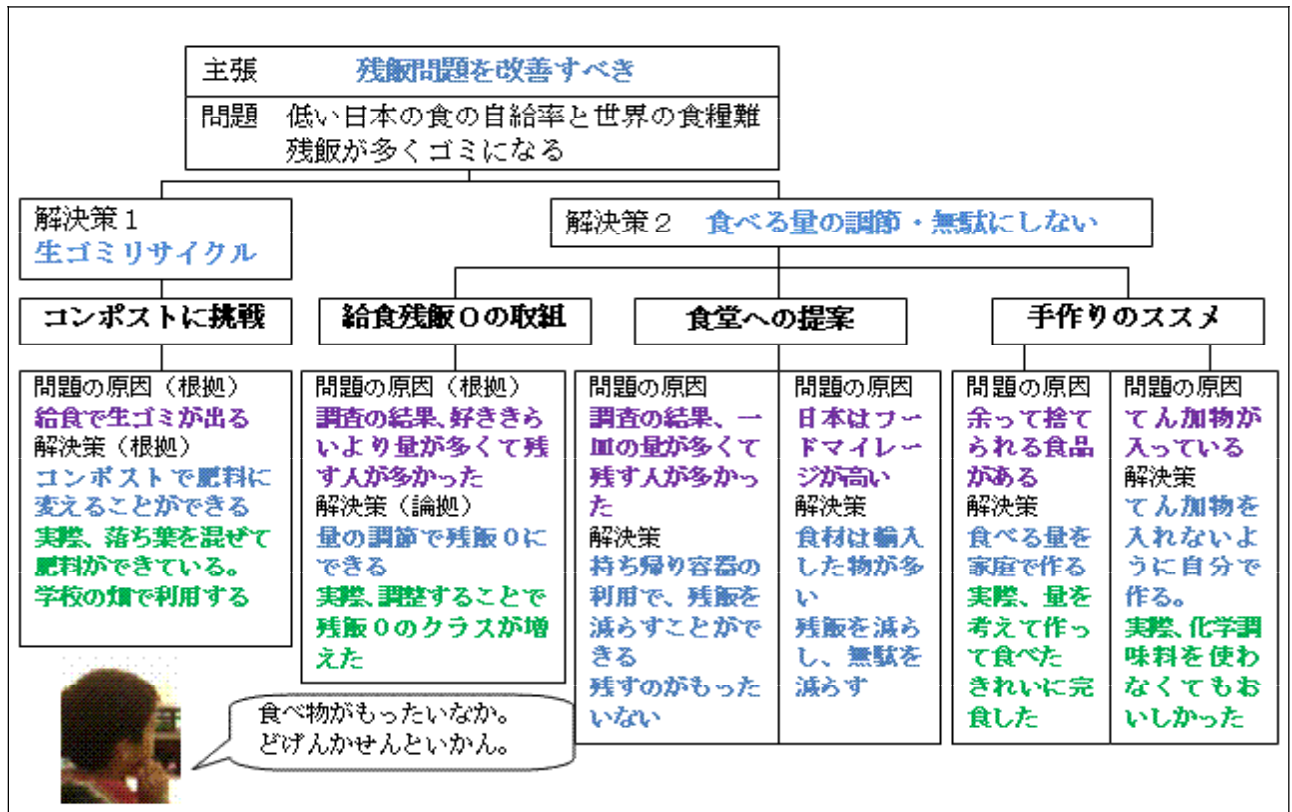 主張 残飯問題を改善すべき
問題 低い日本の食の自給率と世界の食糧難
残飯が多くゴミになる
解決策１
生ゴミリサイクル
解決策２ 食べる量の調節・無駄にしない
コンポストに挑戦
給食残飯０の取組
食堂への提案
手作りのススメ
問題の原因（根拠）
給食で生ゴミが出る
解決策（根拠）
コンポストで肥料に
変えることができる
実際、落ち葉を混ぜて
肥料ができている。
学校の畑で利用する
問題の原因（根拠）
調査の結果、好ききら
いより量が多くて残
す人が多かった
解決策（論拠）
量の調節で残飯０に
できる
実際、調整することで
残飯０のクラスが増
えた
問題の原因
調査の結果、一
皿の量が多くて
残す人が多かっ
た
解決策
持ち帰り容器の
利用で、残飯を
減らすことがで
きる
残すのがもった
いない
問題の原因
日本はフー
ドマイレー
ジが高い
解決策
食材は輸入
した物が多
い
残飯を減ら
し、無駄を
減らす
問題の原因
余って捨て
られる食品
がある
解決策
食べる量を
家庭で作る
実際、量を
考えて作っ
て食べた
きれいに完
食した
問題の原因
てん加物が
入っている
解決策
てん加物を
入れないよ
うに自分で
作る。
実際、化学調
味料を使わ
なくてもお
いしかった
食べ物がもったいなか。
どげんかせんといかん。